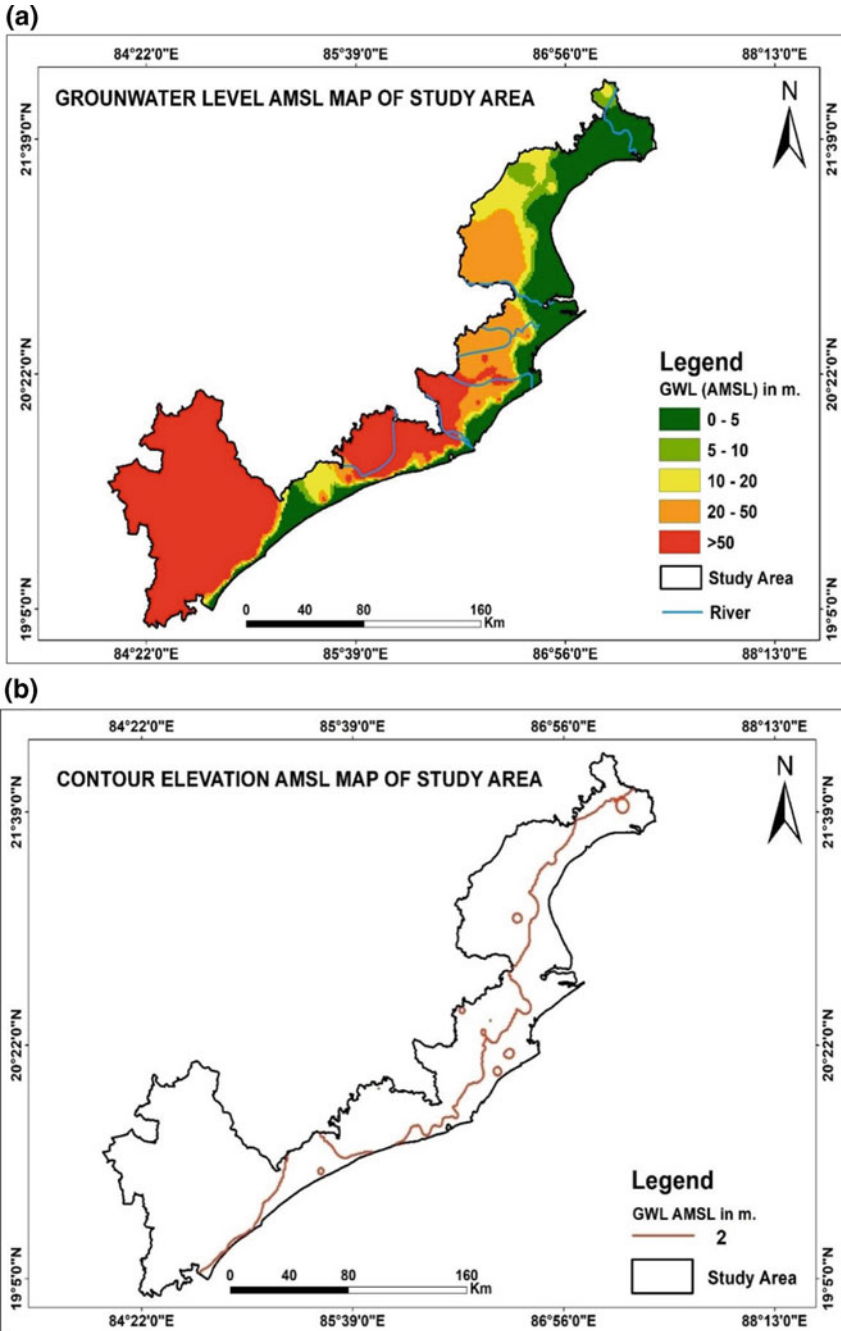 (a)
84°22'0"E 85°39'0"E 86°56'0"E 88°13'0"E
GROUNWATER LEVEL AMSL MAP OF STUDY AREA
N
21°39'0"N
21°39'0"N
20°22'0"N
20°22'0"N
19°5'0"N
19°5'0"N
Legend
GWL (AMSL) in m.
0 - 5
5 - 10
10 - 20
20 - 50
>50
Study Area
River
0 40 80 160
Km
84°22'0"E 85°39'0"E 86°56'0"E 88°13'0"E
(b)
84°22'0"E 85°39'0"E 86°56'0"E 88°13'0"E
CONTOUR ELEVATION AMSL MAP OF STUDY AREA
N
21°39'0"N
21°39'0"N
20°22'0"N
20°22'0"N
19°5'0"N
19°5'0"N
Legend
GWL AMSL in m.
2
Study Area
0 40 80 160
Km
84°22'0"E 85°39'0"E 86°56'0"E 88°13'0"E